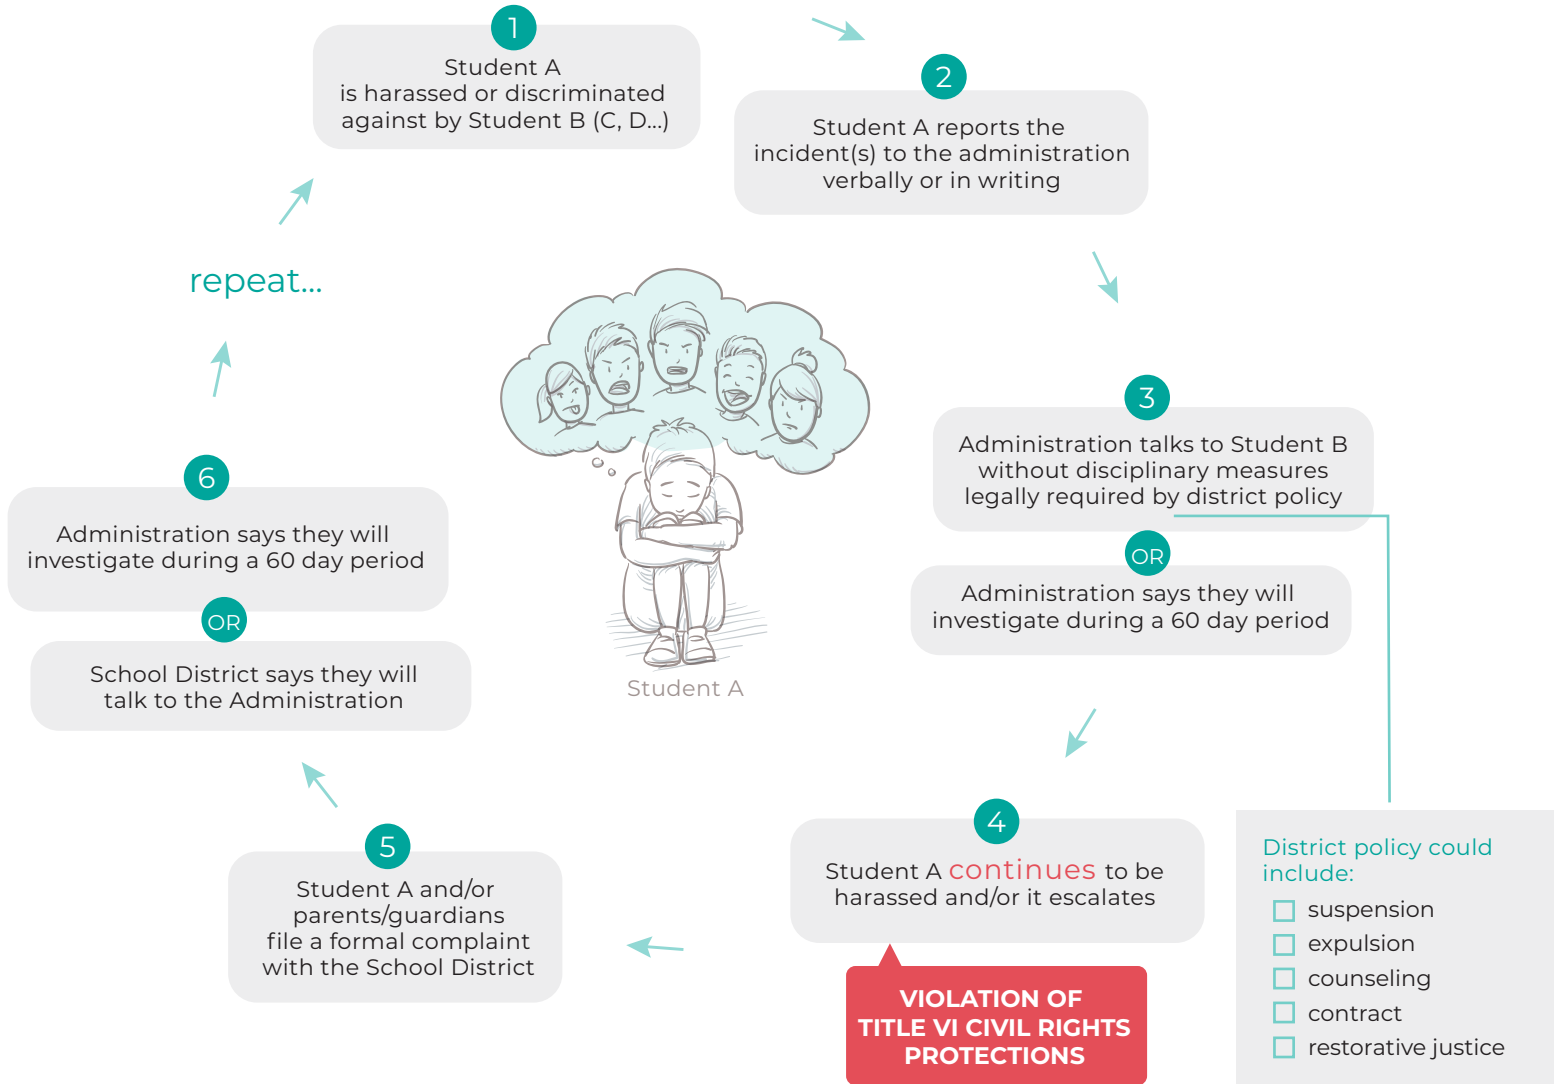 1
Student A
is harassed or discriminated
against by Student B (C, D...)
2
Student A reports the
incident(s) to the administration
verbally or in writing
3
Administration talks to Student B
without disciplinary measures
legally required by district policy
OR
Administration says they will
investigate during a 60 day period
4
Student A continues to be
harassed and/or it escalates
VIOLATION OF
TITLE VI CIVIL RIGHTS
PROTECTIONS
District policy could
include:
suspension
expulsion
counseling
contract
restorative justice
5
Student A and/or
parents/guardians
file a formal complaint
with the School District
6
Administration says they will
investigate during a 60 day period
OR
School District says they will
talk to the Administration
repeat...
Student A